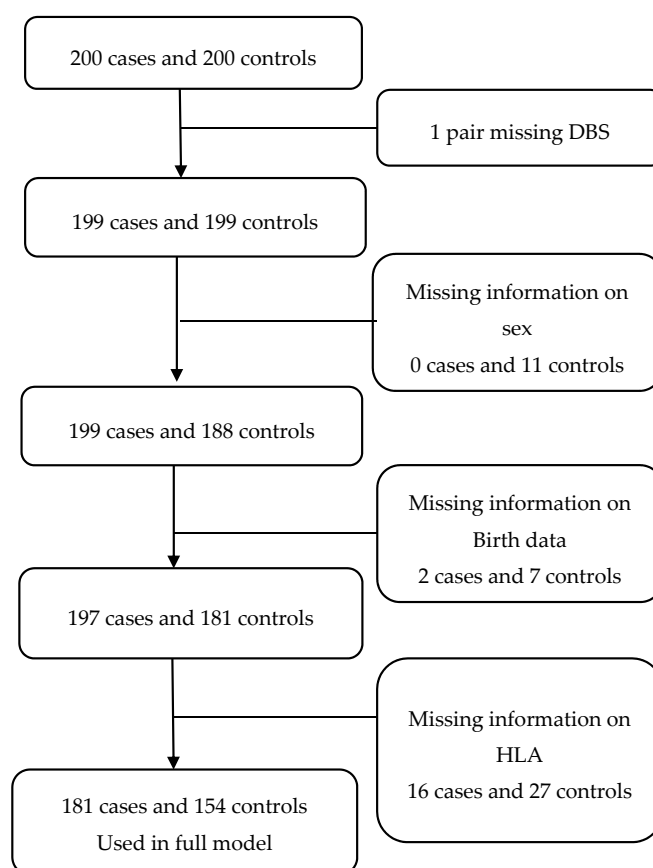 200 cases and 200 controls
1 pair missing DBS
199 cases and 199 controls
Missing information on
sex
0 cases and 11 controls
199 cases and 188 controls
Missing information on
Birth data
2 cases and 7 controls
197 cases and 181 controls
Missing information on
HLA
16 cases and 27 controls
181 cases and 154 controls
Used in full model